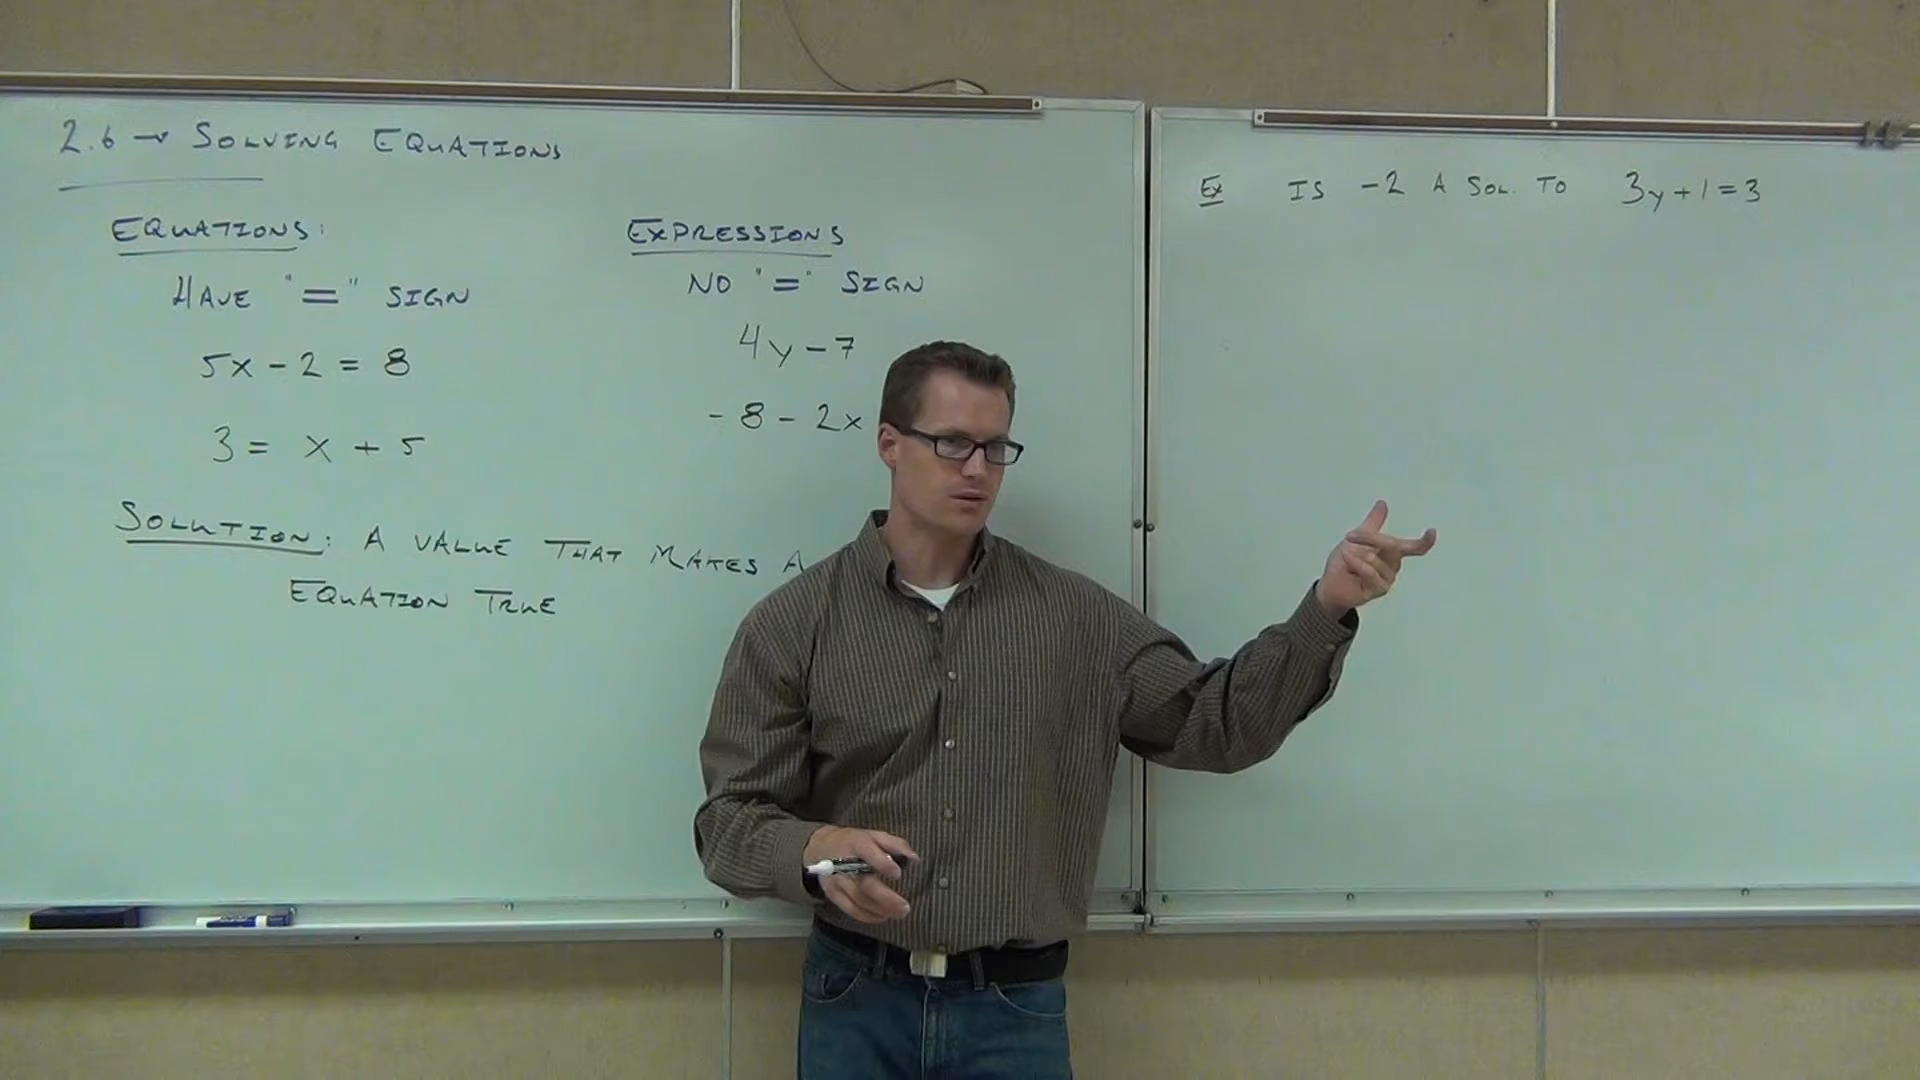 2.6 → SOLVING EQUATIONS
EQUATIONS:
HAVE "=" SIGN
5x - 2 = 8
3 = x + 5
EXPRESSIONS
NO "=" SIGN
4y - 7
- 8 - 2x
SOLUTION: A VALUE THAT MAKES A
EQUATION TRUE
Ex IS -2 A SOL. TO 3y + 1 = 3